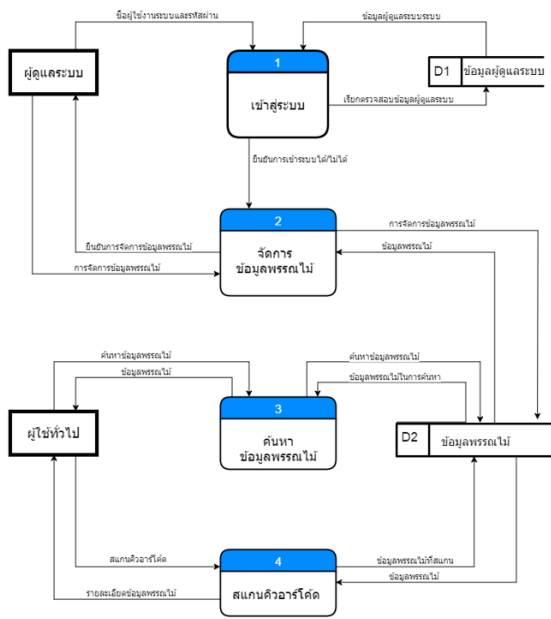 ชื่อผู้ใช้งานระบบและรหัสผ่าน
ข้อมูลผู้ดูแลระบบระบบ
ผู้ดูแลระบบ
1
เข้าสู่ระบบ
D1
ข้อมูลผู้ดูแลระบบ
เรียกตรวจสอบข้อมูลผู้ดูแลระบบ
ยืนยันการเข้าระบบได้/ไม่ได้
2
จัดการ
ข้อมูลพรรณไม้
การจัดการข้อมูลพรรณไม้
ข้อมูลพรรณไม้
ยืนยันการจัดการข้อมูลพรรณไม้
การจัดการข้อมูลพรรณไม้
ค้นหาข้อมูลพรรณไม้
ข้อมูลพรรณไม้
ค้นหาข้อมูลพรรณไม้
ข้อมูลพรรณไม้ในการค้นหา
ผู้ใช้ทั่วไป
3
ค้นหา
ข้อมูลพรรณไม้
D2
ข้อมูลพรรณไม้
สแกนคิวอาร์โค้ด
รายละเอียดข้อมูลพรรณไม้
4
สแกนคิวอาร์โค้ด
ข้อมูลพรรณไม้ที่สแกน
ข้อมูลพรรณไม้